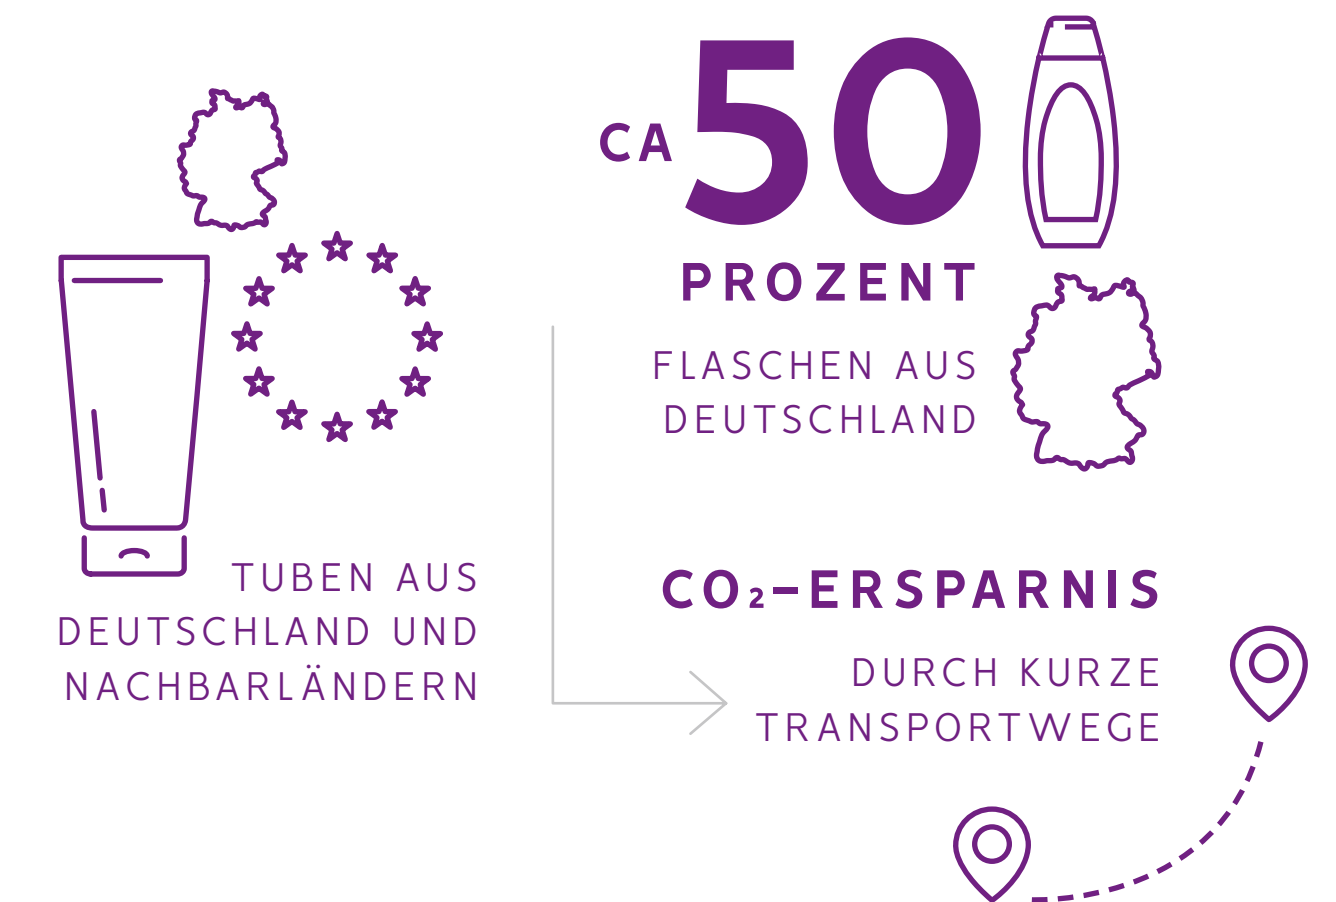 TUBEN AUS
DEUTSCHLAND UND
NACHBARLÄNDERN
CA 50
PROZENT
FLASCHEN AUS
DEUTSCHLAND
CO₂-ERSPARNIS
DURCH KURZE
TRANSPORTWEGE